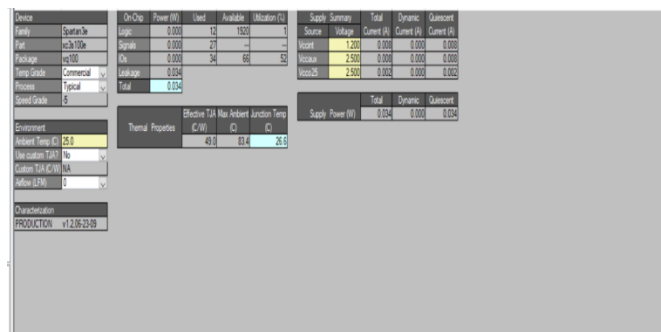 Device
Family Spartan3e
Part xc3s100e
Package vq100
Temp Grade Commercial
Process Typical
Speed Grade -5
Environment
Ambient Temp (C) 25.0
Use custom TJA? No
Custom TJA (C/W) NA
Airflow (LFM) 0
Characterization
PRODUCTION v1.2,06-23-09
On-Chip Power (W) Used Available Utilization (%)
Logic 0.000 12 1920 1
Signals 0.000 27 --- ---
IOs 0.000 34 66 52
Leakage 0.034
Total 0.034
Effective TJA Max Ambient Junction Temp
Thermal Properties (C/W) (C) (C)
49.0 83.4 26.6
Supply Summary Total Dynamic Quiescent
Source Voltage Current (A) Current (A) Current (A)
Vccint 1.200 0.008 0.000 0.008
Vccaux 2.500 0.008 0.000 0.008
Vcco25 2.500 0.002 0.000 0.002
Total Dynamic Quiescent
Supply Power (W) 0.034 0.000 0.034